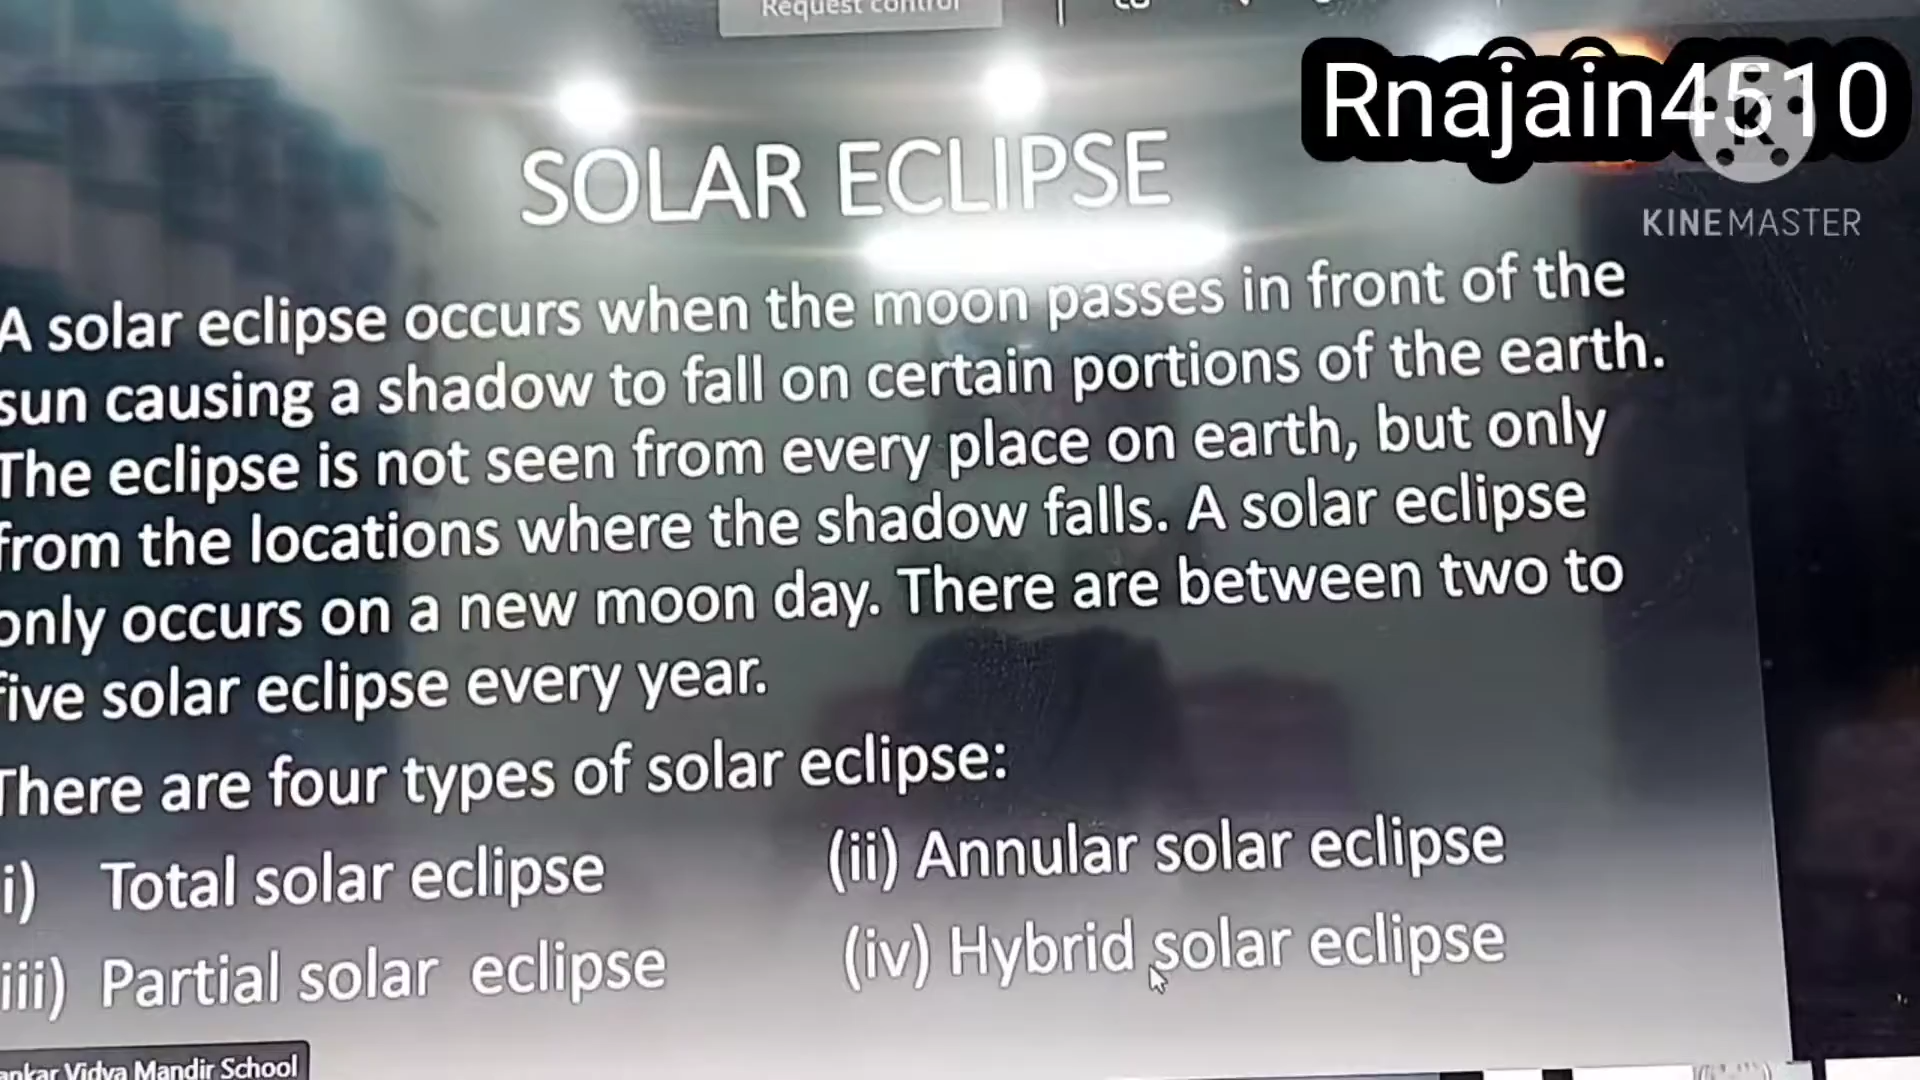 Request control
Rnajain4510
KINEMASTER
SOLAR ECLIPSE
A solar eclipse occurs when the moon passes in front of the
sun causing a shadow to fall on certain portions of the earth.
The eclipse is not seen from every place on earth, but only
from the locations where the shadow falls. A solar eclipse
only occurs on a new moon day. There are between two to
five solar eclipse every year.
There are four types of solar eclipse:
i) Total solar eclipse (ii) Annular solar eclipse
iii) Partial solar eclipse (iv) Hybrid solar eclipse
ankar Vidya Mandir School